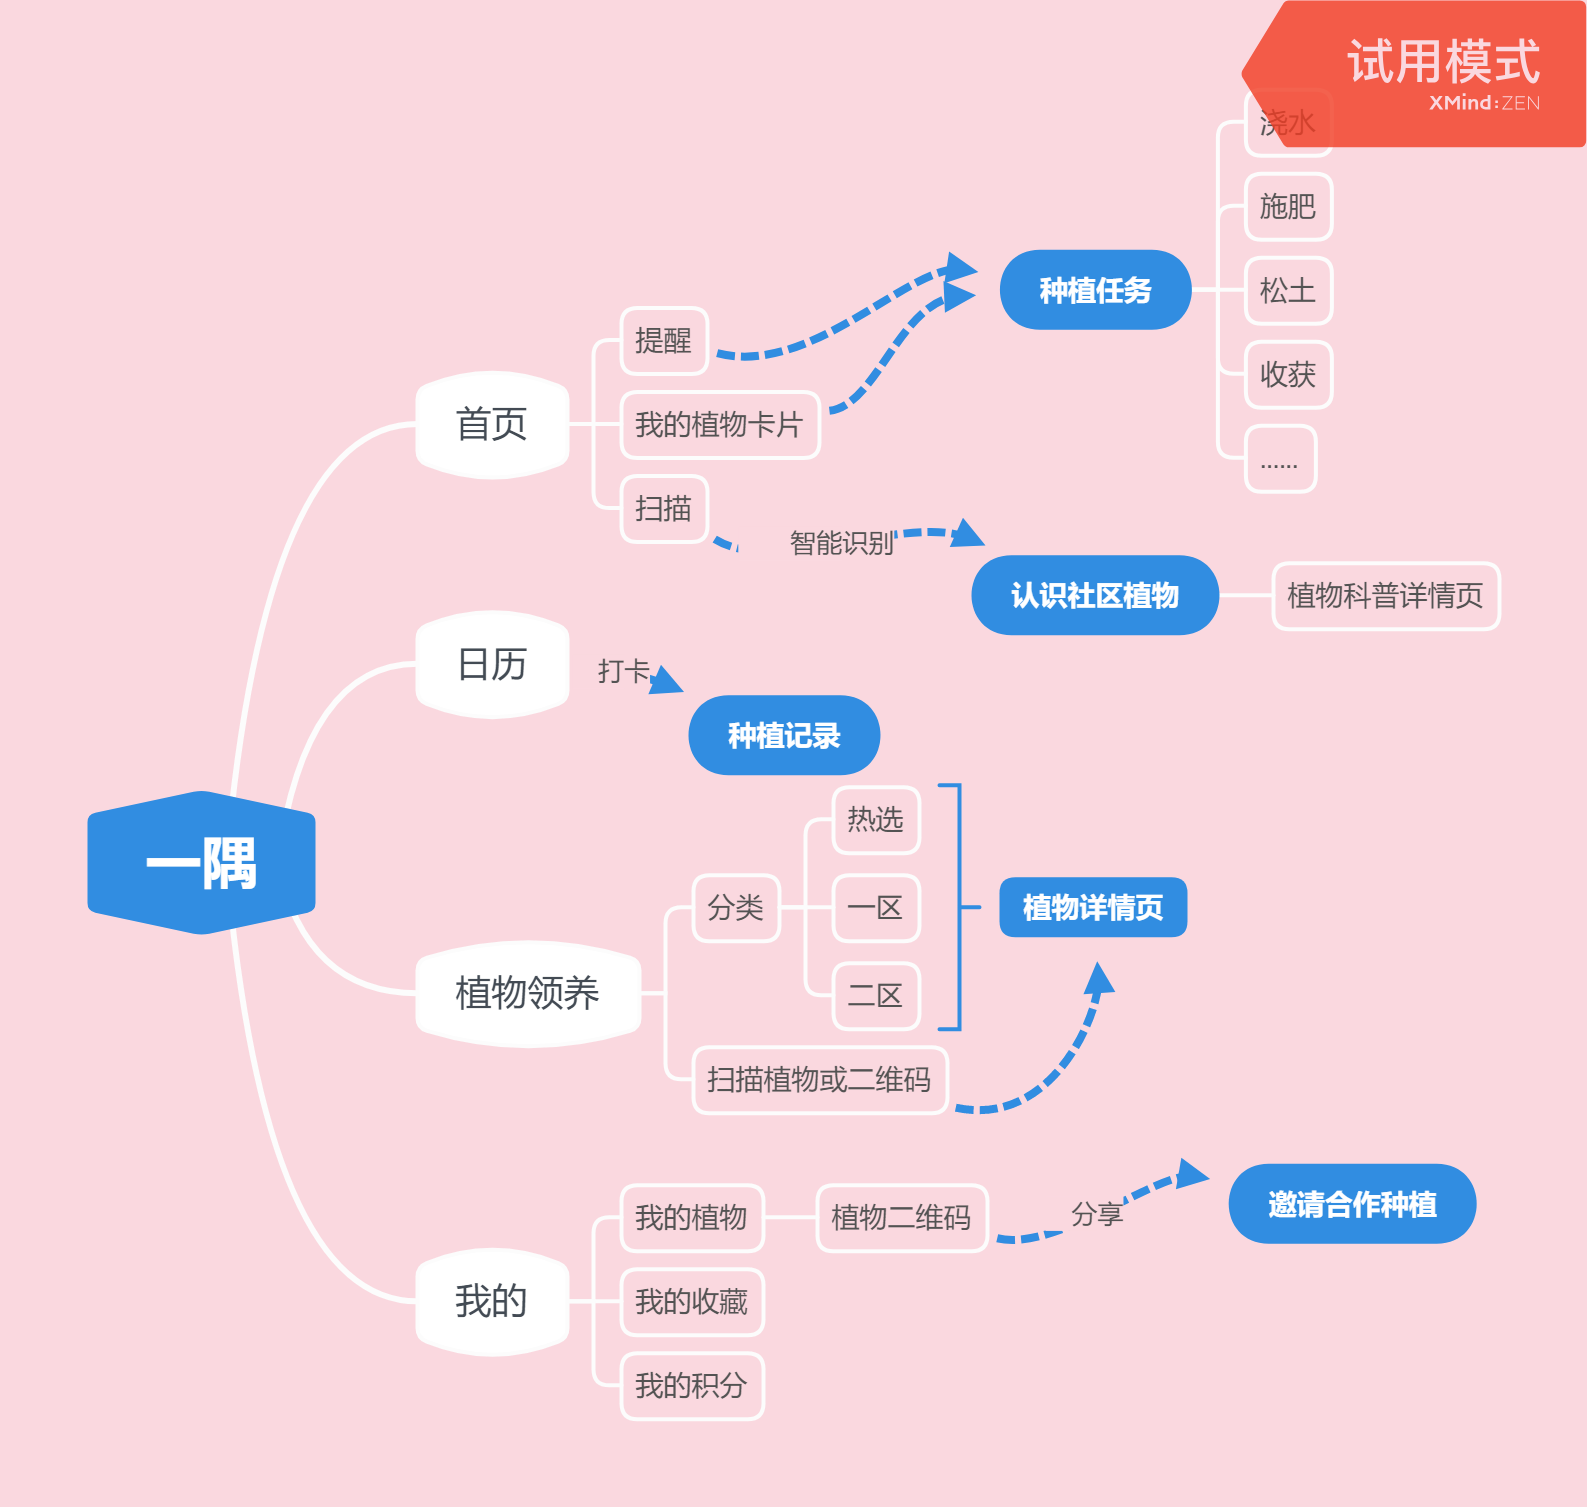 试用模式
XMind:ZEN
浇水
施肥
种植任务
松土
提醒
收获
首页
我的植物卡片
......
扫描
智能识别
认识社区植物
植物科普详情页
日历
打卡
种植记录
热选
一隅
分类
一区
植物详情页
植物领养
二区
扫描植物或二维码
我的植物
植物二维码
分享
邀请合作种植
我的
我的收藏
我的积分